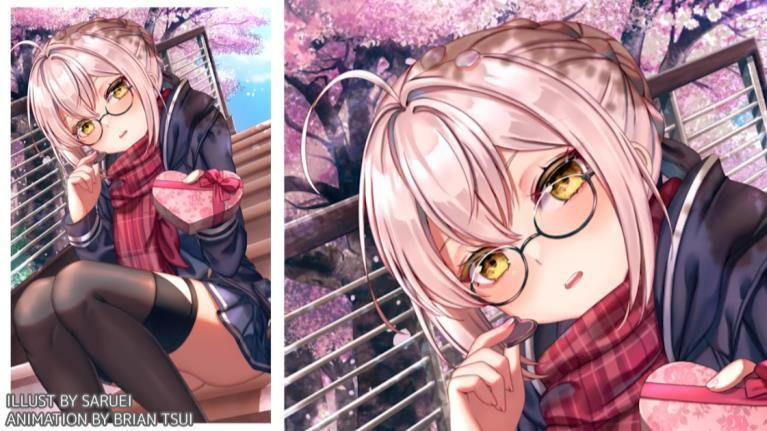 ILLUST BY SARUEI
ANIMATION BY BRIAN TSUI